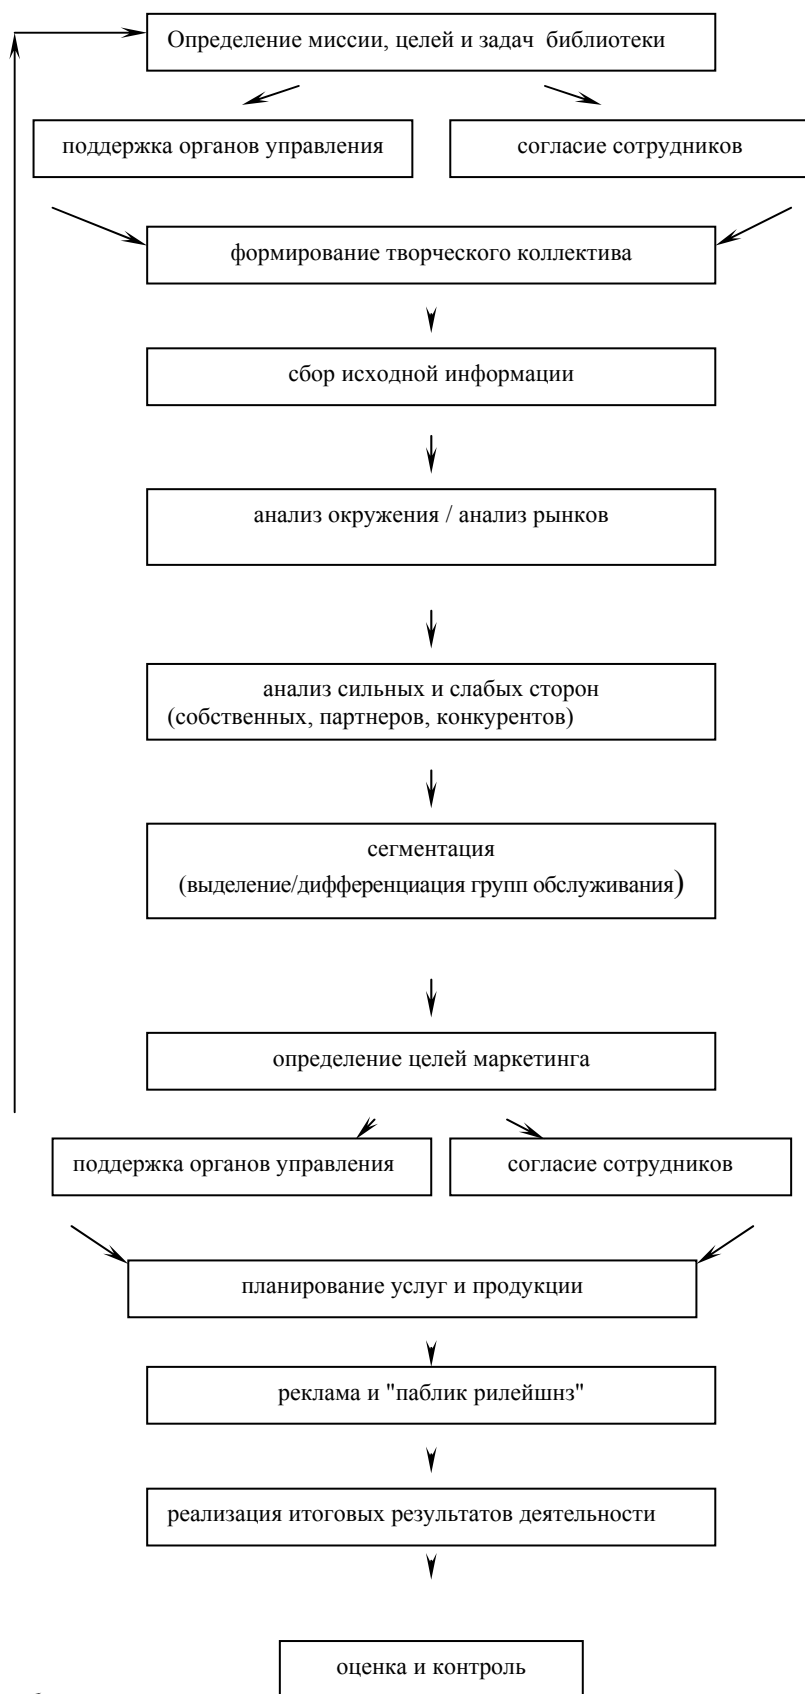 Определение миссии, целей и задач библиотеки
поддержка органов управления
согласие сотрудников
формирование творческого коллектива
сбор исходной информации
анализ окружения / анализ рынков
анализ сильных и слабых сторон
(собственных, партнеров, конкурентов)
сегментация
(выделение/дифференциация групп обслуживания)
определение целей маркетинга
поддержка органов управления
согласие сотрудников
планирование услуг и продукции
реклама и "паблик рилейшнз"
реализация итоговых результатов деятельности
оценка и контроль